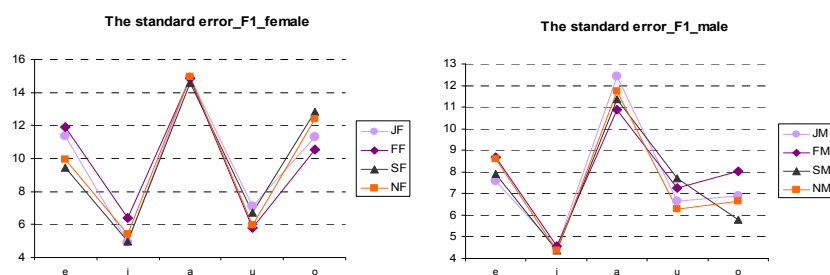 The standard error_F1_female
16
14
12
10
8
6
4
e i a u o
JF
FF
SF
NF
The standard error_F1_male
13
12
11
10
9
8
7
6
5
4
e i a u o
JM
FM
SM
NM